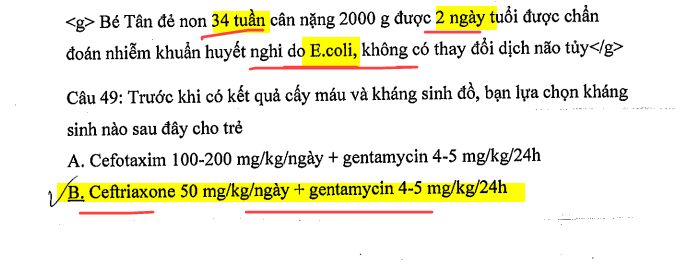 <g> Bé Tân đẻ non 34 tuần cân nặng 2000 g được 2 ngày tuổi được chẩn
đoán nhiễm khuẩn huyết nghi do E.coli, không có thay đổi dịch não tủy</g>
Câu 49: Trước khi có kết quả cấy máu và kháng sinh đồ, bạn lựa chọn kháng
sinh nào sau đây cho trẻ
A. Cefotaxim 100-200 mg/kg/ngày + gentamycin 4-5 mg/kg/24h
B. Ceftriaxone 50 mg/kg/ngày + gentamycin 4-5 mg/kg/24h